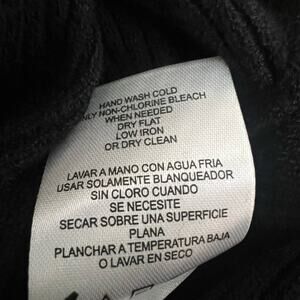 HAND WASH COLD
ONLY NON-CHLORINE BLEACH
WHEN NEEDED
DRY FLAT
LOW IRON
OR DRY CLEAN
LAVAR A MANO CON AGUA FRIA
USAR SOLAMENTE BLANQUEADOR
SIN CLORO CUANDO
SE NECESITE
SECAR SOBRE UNA SUPERFICIE
PLANA
PLANCHAR A TEMPERATURA BAJA
O LAVAR EN SECO